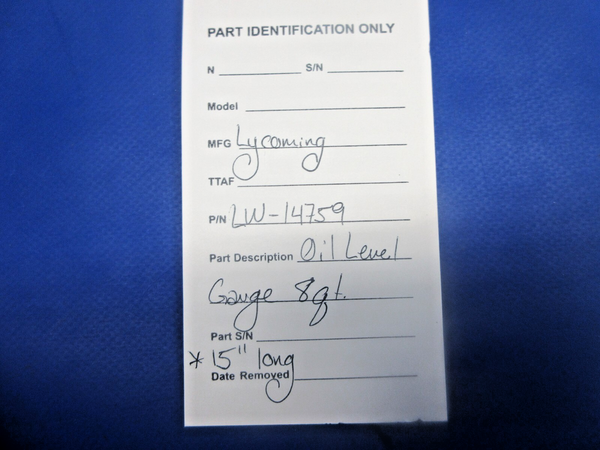 PART IDENTIFICATION ONLY
N S/N
Model
MFG Lycoming
TTAF
P/N LW-14759
Part Description Oil Level
Gauge 8qt.
Part S/N
* 15" long
Date Removed